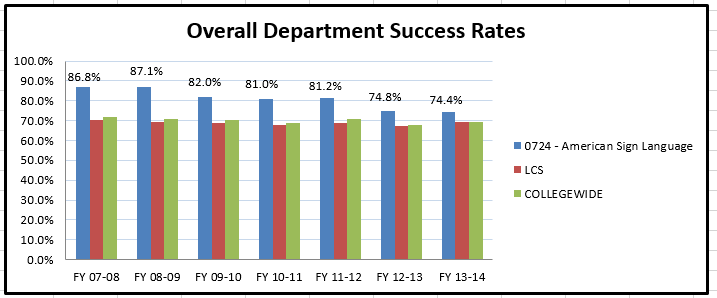 Overall Department Success Rates
100.0%
90.0%
80.0%
70.0%
60.0%
50.0%
40.0%
30.0%
20.0%
10.0%
0.0%
86.8%
87.1%
82.0%
81.0%
81.2%
74.8%
74.4%
FY 07-08
FY 08-09
FY 09-10
FY 10-11
FY 11-12
FY 12-13
FY 13-14
0724 - American Sign Language
LCS
COLLEGEWIDE